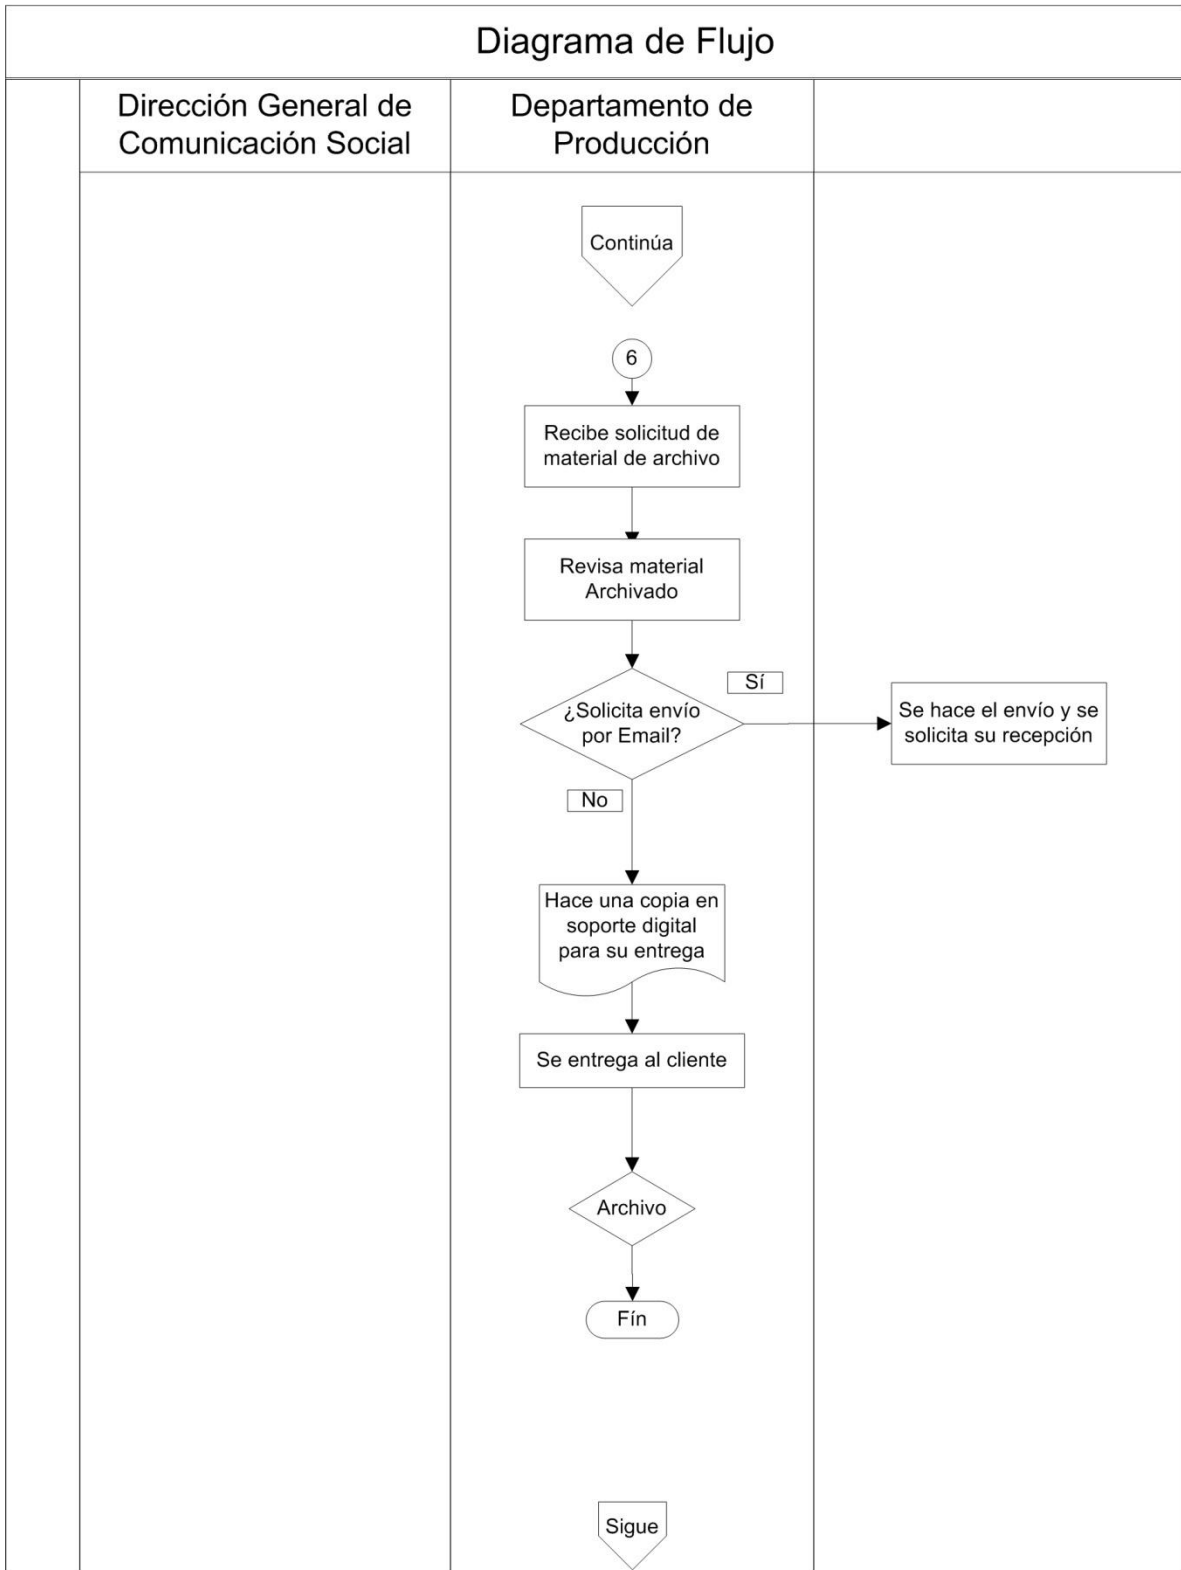 Diagrama de Flujo
Dirección General de
Comunicación Social
Departamento de
Producción
Continúa
6
Recibe solicitud de
material de archivo
Revisa material
Archivado
¿Solicita envío
por Email?
Sí
Se hace el envío y se
solicita su recepción
No
Hace una copia en
soporte digital
para su entrega
Se entrega al cliente
Archivo
Fín
Sigue